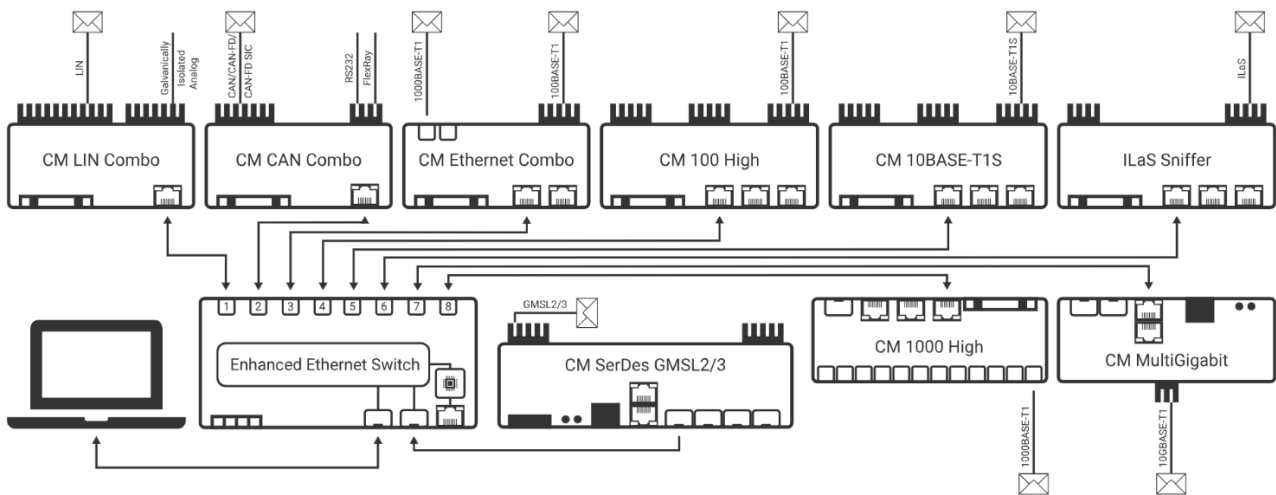 LIN
Galvanically
Isolated
Analog
CAN/CAN-FD/
CAN-FD SIC
RS232
FlexRay
1000BASE-T1
100BASE-T1
100BASE-T1
10BASE-T1S
ILaS
CM LIN Combo
CM CAN Combo
CM Ethernet Combo
CM 100 High
CM 10BASE-T1S
ILaS Sniffer
1
2
3
4
5
6
7
8
GMSL2/3
Enhanced Ethernet Switch
CM SerDes GMSL2/3
CM 1000 High
CM MultiGigabit
1000BASE-T1
10GBASE-T1